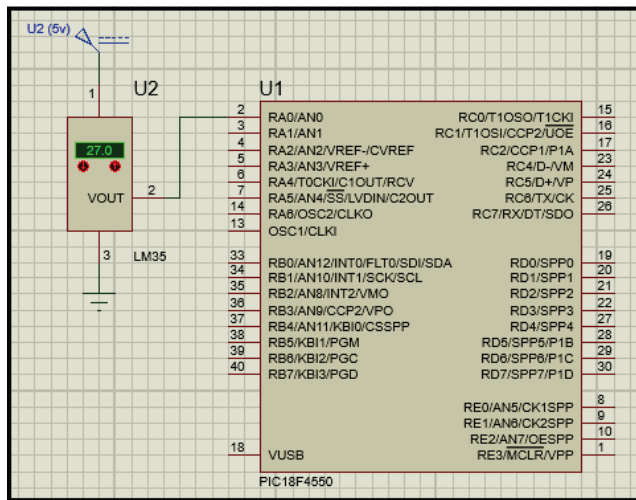 U2 (5v)
U2
1
27.0
VOUT
2
3
LM35
U1
2 RA0/AN0
3 RA1/AN1
4 RA2/AN2/VREF-/CVREF
5 RA3/AN3/VREF+
6 RA4/T0CKI/C1OUT/RCV
7 RA5/AN4/SS/LVDIN/C2OUT
14 RA6/OSC2/CLKO
13 OSC1/CLKI
33 RB0/AN12/INT0/FLT0/SDI/SDA
34 RB1/AN10/INT1/SCK/SCL
35 RB2/AN8/INT2/VMO
36 RB3/AN9/CCP2/VPO
37 RB4/AN11/KBI0/CSSPP
38 RB5/KBI1/PGM
39 RB6/KBI2/PGC
40 RB7/KBI3/PGD
18 VUSB
RC0/T1OSO/T1CKI 15
RC1/T1OSI/CCP2/UOE 16
RC2/CCP1/P1A 17
RC4/D-/VM 23
RC5/D+/VP 24
RC6/TX/CK 25
RC7/RX/DT/SDO 26
RD0/SPP0 19
RD1/SPP1 20
RD2/SPP2 21
RD3/SPP3 22
RD4/SPP4 27
RD5/SPP5/P1B 28
RD6/SPP6/P1C 29
RD7/SPP7/P1D 30
RE0/AN5/CK1SPP 8
RE1/AN6/CK2SPP 9
RE2/AN7/OESPP 10
RE3/MCLR/VPP 1
PIC18F4550